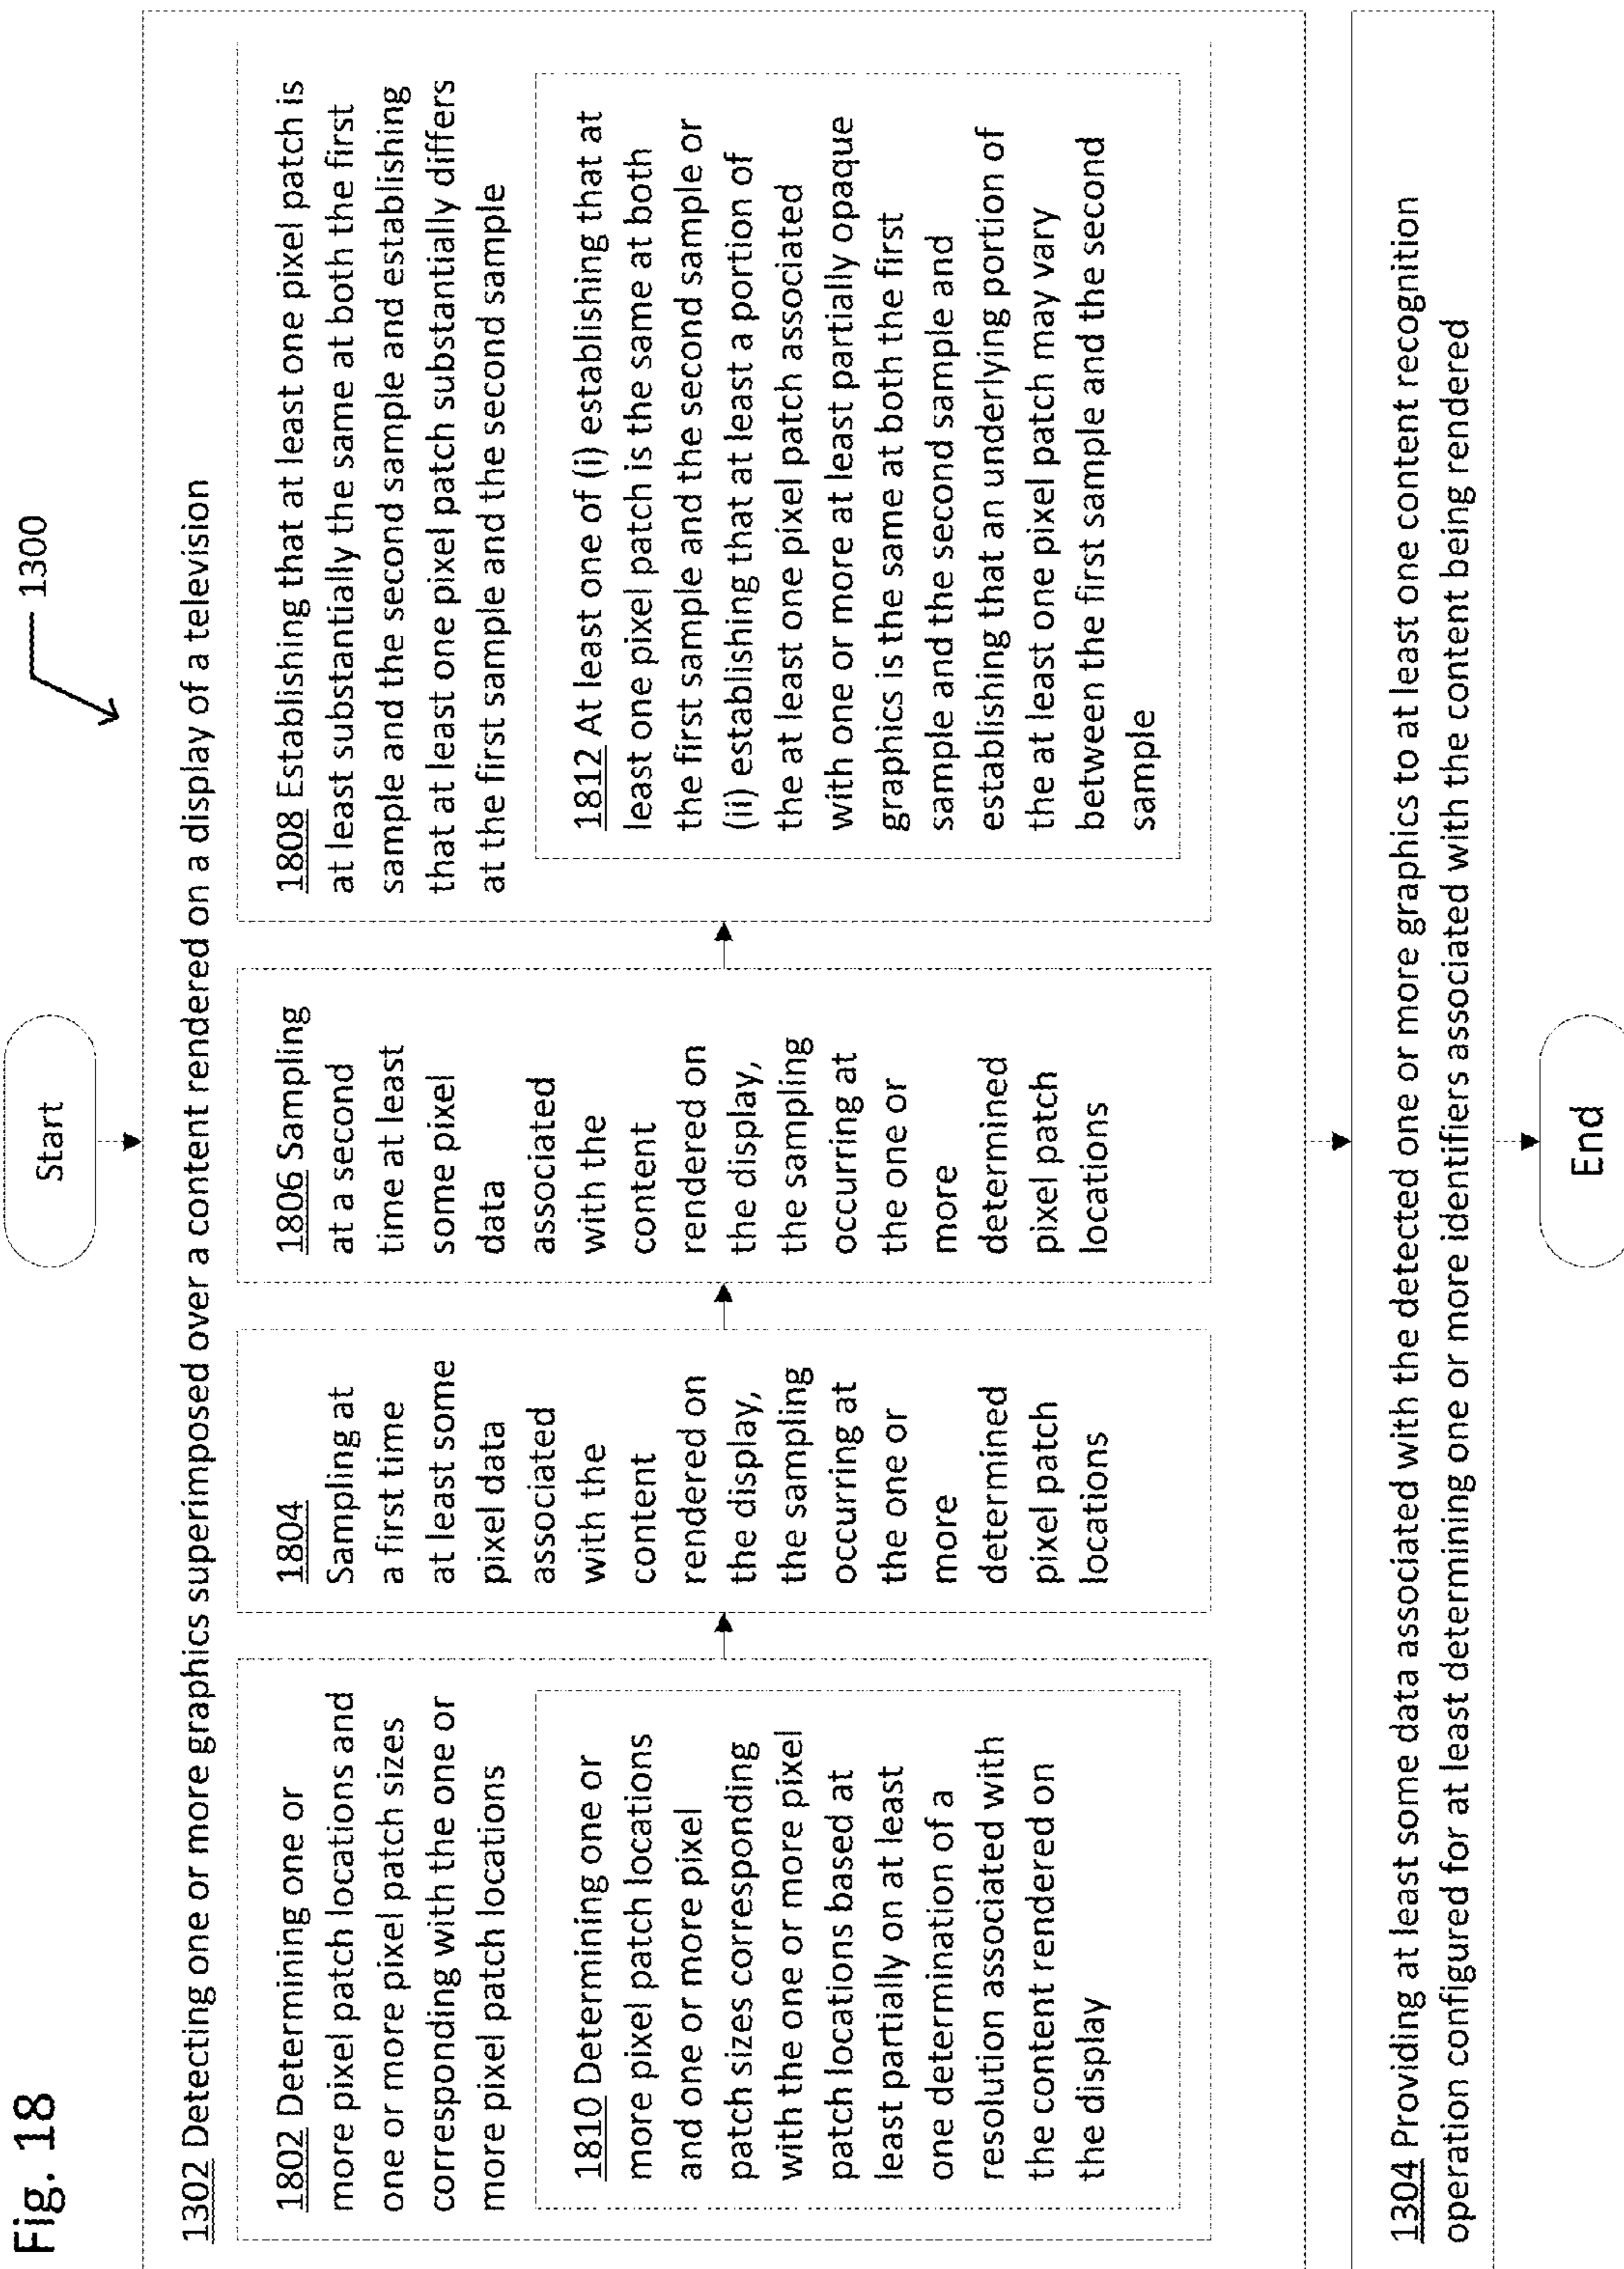 Fig. 18
1300
Start
1302 Detecting one or more graphics superimposed over a content rendered on a display of a television
1802 Determining one or
more pixel patch locations and
one or more pixel patch sizes
corresponding with the one or
more pixel patch locations
1810 Determining one or
more pixel patch locations
and one or more pixel
patch sizes corresponding
with the one or more pixel
patch locations based at
least partially on at least
one determination of a
resolution associated with
the content rendered on
the display
1804
Sampling at
a first time
at least some
pixel data
associated
with the
content
rendered on
the display,
the sampling
occurring at
the one or
more
determined
pixel patch
locations
1806 Sampling
at a second
time at least
some pixel
data
associated
with the
content
rendered on
the display,
the sampling
occurring at
the one or
more
determined
pixel patch
locations
1808 Establishing that at least one pixel patch is
at least substantially the same at both the first
sample and the second sample and establishing
that at least one pixel patch substantially differs
at the first sample and the second sample
1812 At least one of (i) establishing that at
least one pixel patch is the same at both
the first sample and the second sample or
(ii) establishing that at least a portion of
the at least one pixel patch associated
with one or more at least partially opaque
graphics is the same at both the first
sample and the second sample and
establishing that an underlying portion of
the at least one pixel patch may vary
between the first sample and the second
sample
1304 Providing at least some data associated with the detected one or more graphics to at least one content recognition
operation configured for at least determining one or more identifiers associated with the content being rendered
End